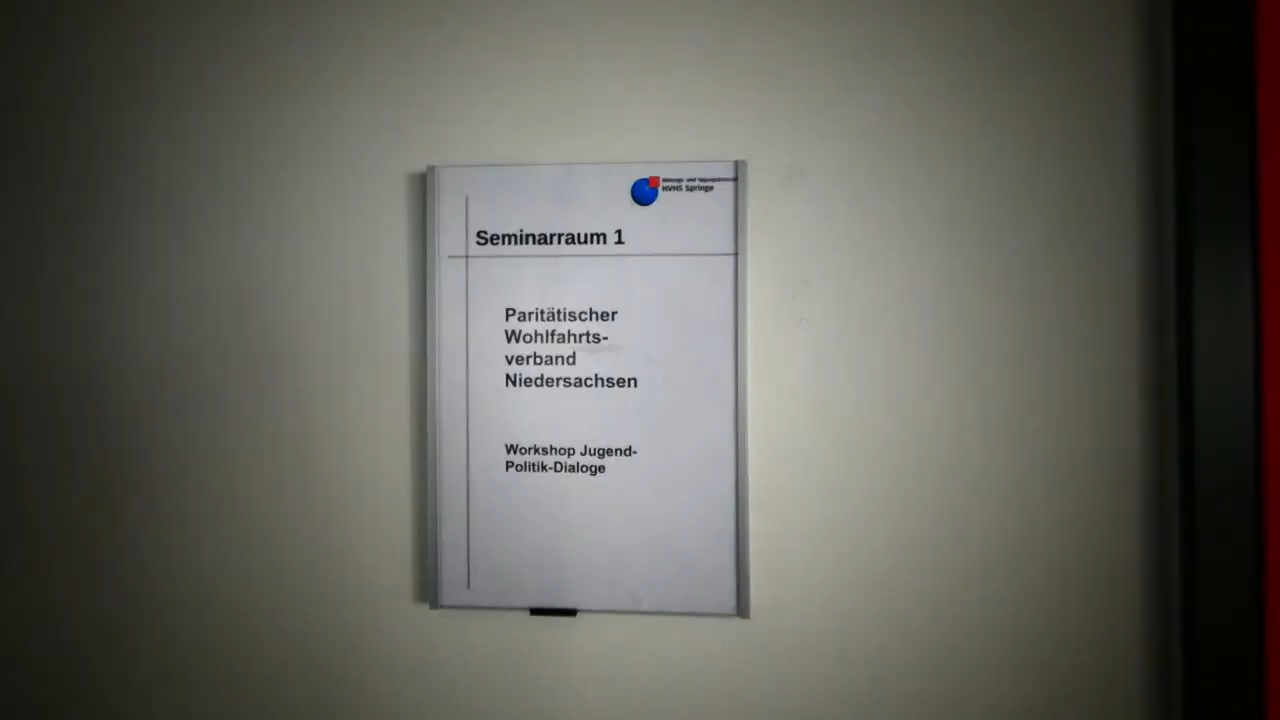 HVHS Springe
Seminarraum 1
Paritätischer
Wohlfahrts-
verband
Niedersachsen
Workshop Jugend-
Politik-Dialoge